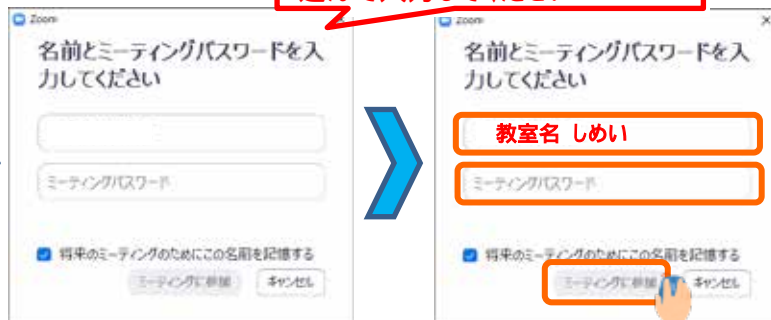 Zoom
名前とミーティングパスワードを入
力してください
ミーティングパスワード
将来のミーティングのためにこの名前を記憶する
ミーティングに参加
キャンセル
Zoom
名前とミーティングパスワードを入
力してください
教室名 しめい
ミーティングパスワード
将来のミーティングのためにこの名前を記憶する
ミーティングに参加
キャンセル